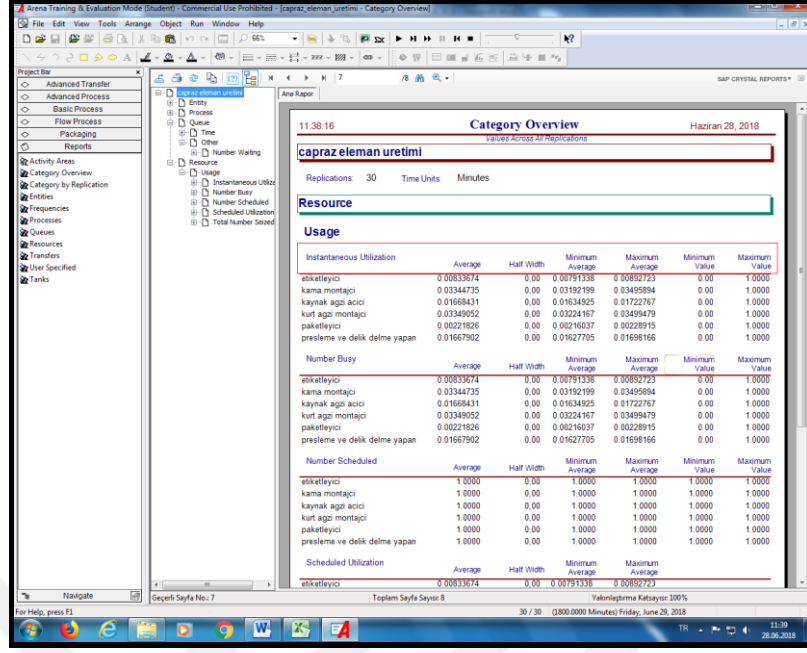 Arena Training & Evaluation Mode (Student) - Commercial Use Prohibited - [capraz_eleman_uretimi - Category Overview]
File Edit View Tools Arrange Object Run Window Help
66%
Project Bar
Advanced Transfer
Advanced Process
Basic Process
Flow Process
Packaging
Reports
Activity Areas
Category Overview
Category by Replication
Entities
Frequencies
Processes
Queues
Resources
Transfers
User Specified
Tanks
Navigate
7 /8
SAP CRYSTAL REPORTS®
capraz eleman uretimi
Entity
Process
Queue
Time
Other
Number Waiting
Resource
Usage
Instantaneous Utiliza
Number Busy
Number Scheduled
Scheduled Utilization
Total Number Seized
Ana Rapor
11:38:16 Category Overview Haziran 28, 2018
Values Across All Replications
capraz eleman uretimi
Replications: 30 Time Units Minutes
Resource
Usage
Instantaneous Utilization Average Half Width Minimum Average Maximum Average Minimum Value Maximum Value
etiketleyici 0.00833674 0,00 0.00791338 0.00892723 0.00 1.0000
kama montajci 0.03344735 0,00 0.03192199 0.03495894 0.00 1.0000
kaynak agzi acici 0.01668431 0,00 0.01634925 0.01722767 0.00 1.0000
kurt agzi montajci 0.03349052 0,00 0.03224167 0.03499479 0.00 1.0000
paketleyici 0.00221826 0,00 0.00216037 0.00228915 0.00 1.0000
presleme ve delik delme yapan 0.01667902 0,00 0.01627705 0.01698166 0.00 1.0000
Number Busy Average Half Width Minimum Average Maximum Average Minimum Value Maximum Value
etiketleyici 0.00833674 0,00 0.00791338 0.00892723 0.00 1.0000
kama montajci 0.03344735 0,00 0.03192199 0.03495894 0.00 1.0000
kaynak agzi acici 0.01668431 0,00 0.01634925 0.01722767 0.00 1.0000
kurt agzi montajci 0.03349052 0,00 0.03224167 0.03499479 0.00 1.0000
paketleyici 0.00221826 0,00 0.00216037 0.00228915 0.00 1.0000
presleme ve delik delme yapan 0.01667902 0,00 0.01627705 0.01698166 0.00 1.0000
Number Scheduled Average Half Width Minimum Average Maximum Average Minimum Value Maximum Value
etiketleyici 1.0000 0,00 1.0000 1.0000 1.0000 1.0000
kama montajci 1.0000 0,00 1.0000 1.0000 1.0000 1.0000
kaynak agzi acici 1.0000 0,00 1.0000 1.0000 1.0000 1.0000
kurt agzi montajci 1.0000 0,00 1.0000 1.0000 1.0000 1.0000
paketleyici 1.0000 0,00 1.0000 1.0000 1.0000 1.0000
presleme ve delik delme yapan 1.0000 0,00 1.0000 1.0000 1.0000 1.0000
Scheduled Utilization Average Half Width Minimum Average Maximum Average
etiketleyici 0.00833674 0,00 0.00791338 0.00892723
Geçerli Sayfa No.: 7 Toplam Sayfa Sayısı: 8 Yakınlaştırma Katsayısı: 100%
For Help, press F1 30 / 30 (1800.0000 Minutes) Friday, June 29, 2018
TR 11:39
28.06.2018